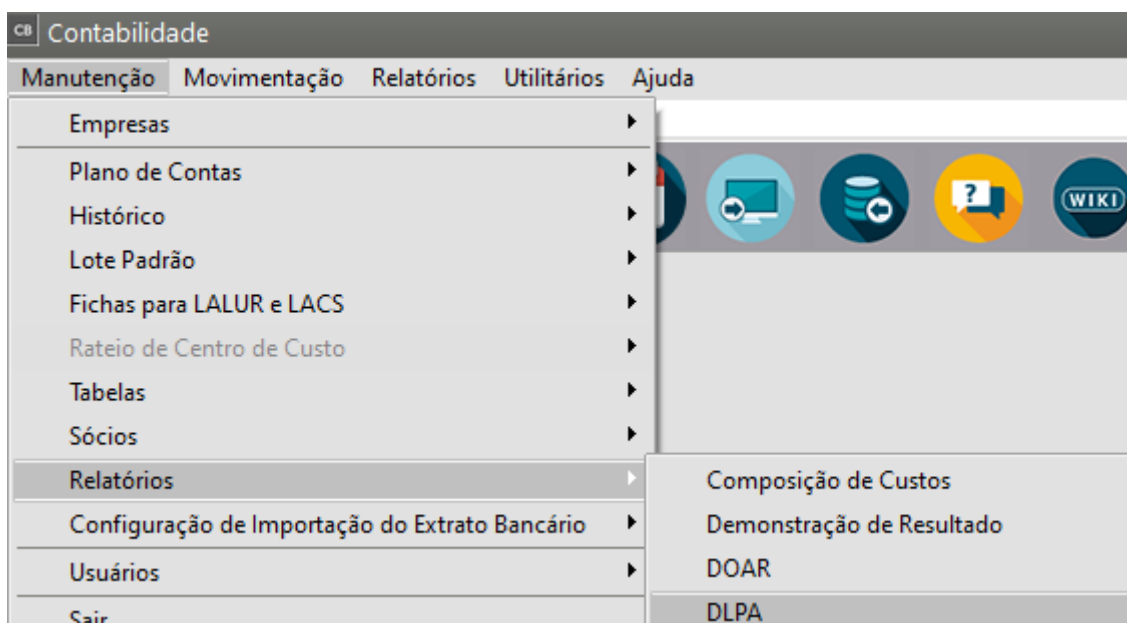 CB Contabilidade
Manutenção Movimentação Relatórios Utilitários Ajuda
Empresas
Plano de Contas
Histórico
Lote Padrão
Fichas para LALUR e LACS
Rateio de Centro de Custo
Tabelas
Sócios
Relatórios
Configuração de Importação do Extrato Bancário
Usuários
Sair
? WIKI
Composição de Custos
Demonstração de Resultado
DOAR
DLPA